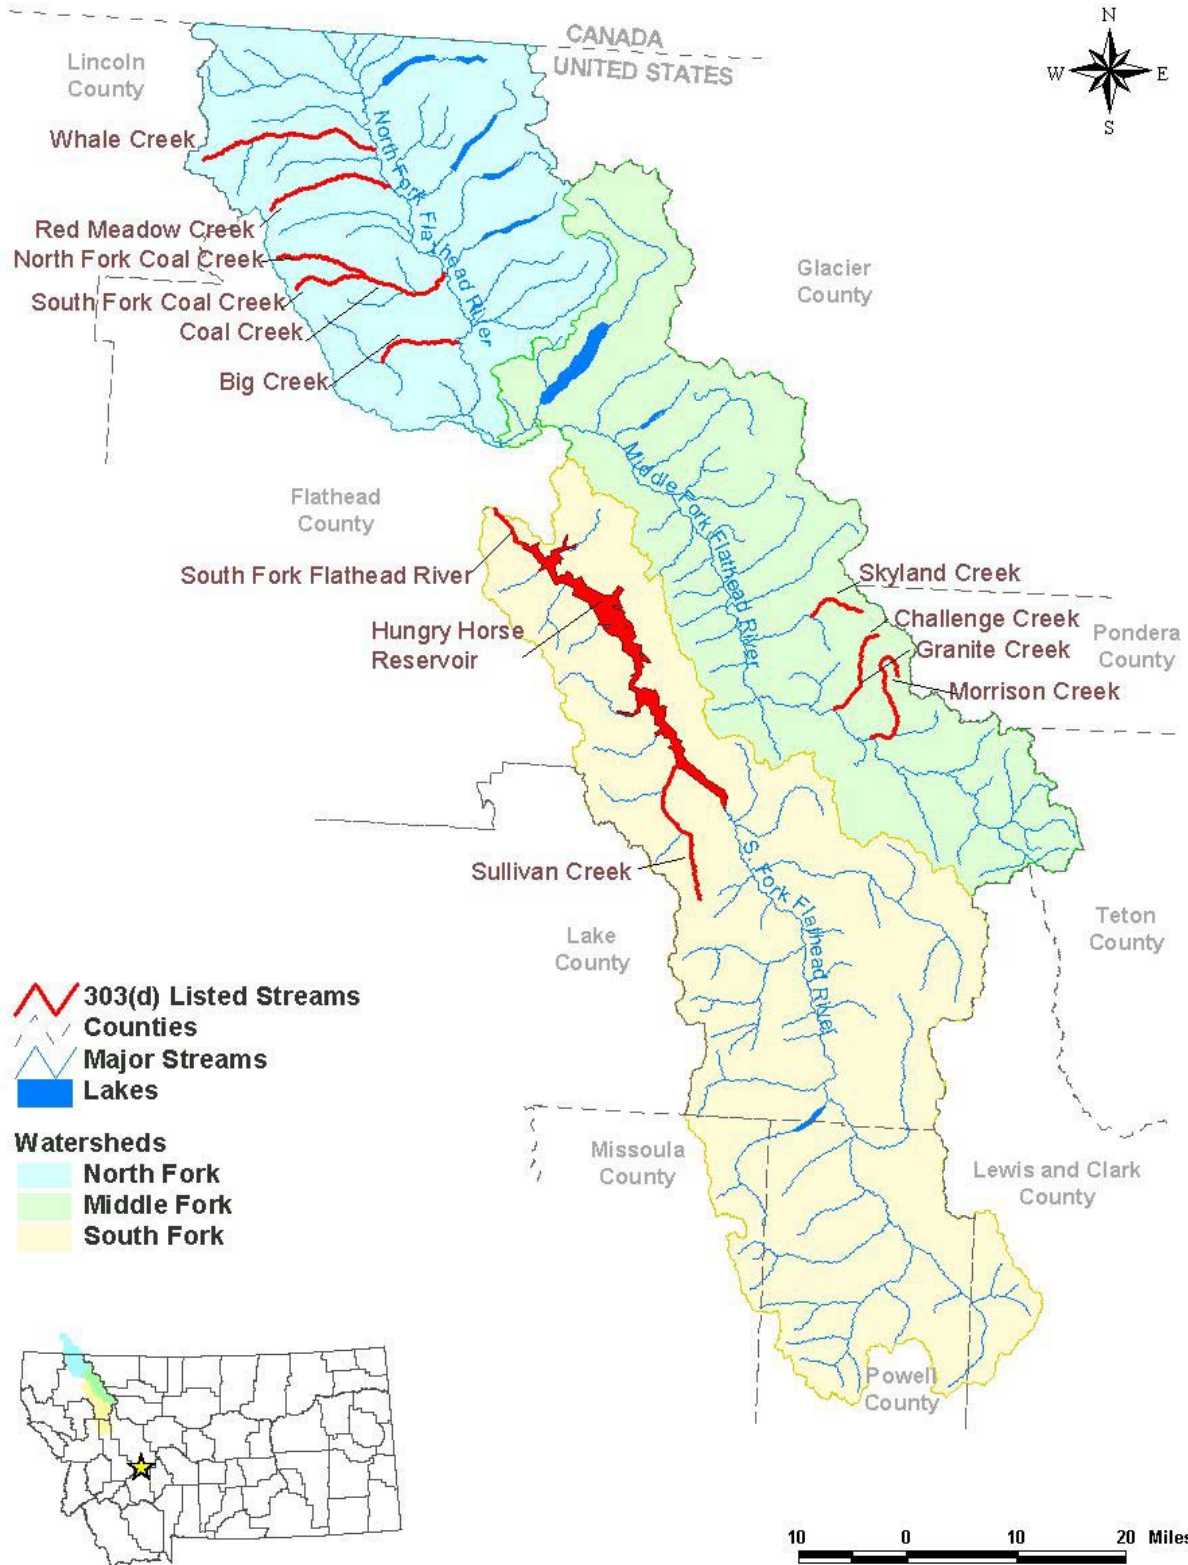 N
W
E
S
CANADA
UNITED STATES
Lincoln
County
Whale Creek
North Fork Flathead River
Red Meadow Creek
North Fork Coal Creek
South Fork Coal Creek
Coal Creek
Big Creek
Glacier
County
Flathead
County
Middle Fork Flathead River
South Fork Flathead River
Hungry Horse
Reservoir
Skyland Creek
Challenge Creek
Granite Creek
Morrison Creek
Pondera
County
Sullivan Creek
S. Fork Flathead River
Lake
County
Teton
County
303(d) Listed Streams
Counties
Major Streams
Lakes
Watersheds
North Fork
Middle Fork
South Fork
Missoula
County
Lewis and Clark
County
Powell
County
10 0 10 20 Miles